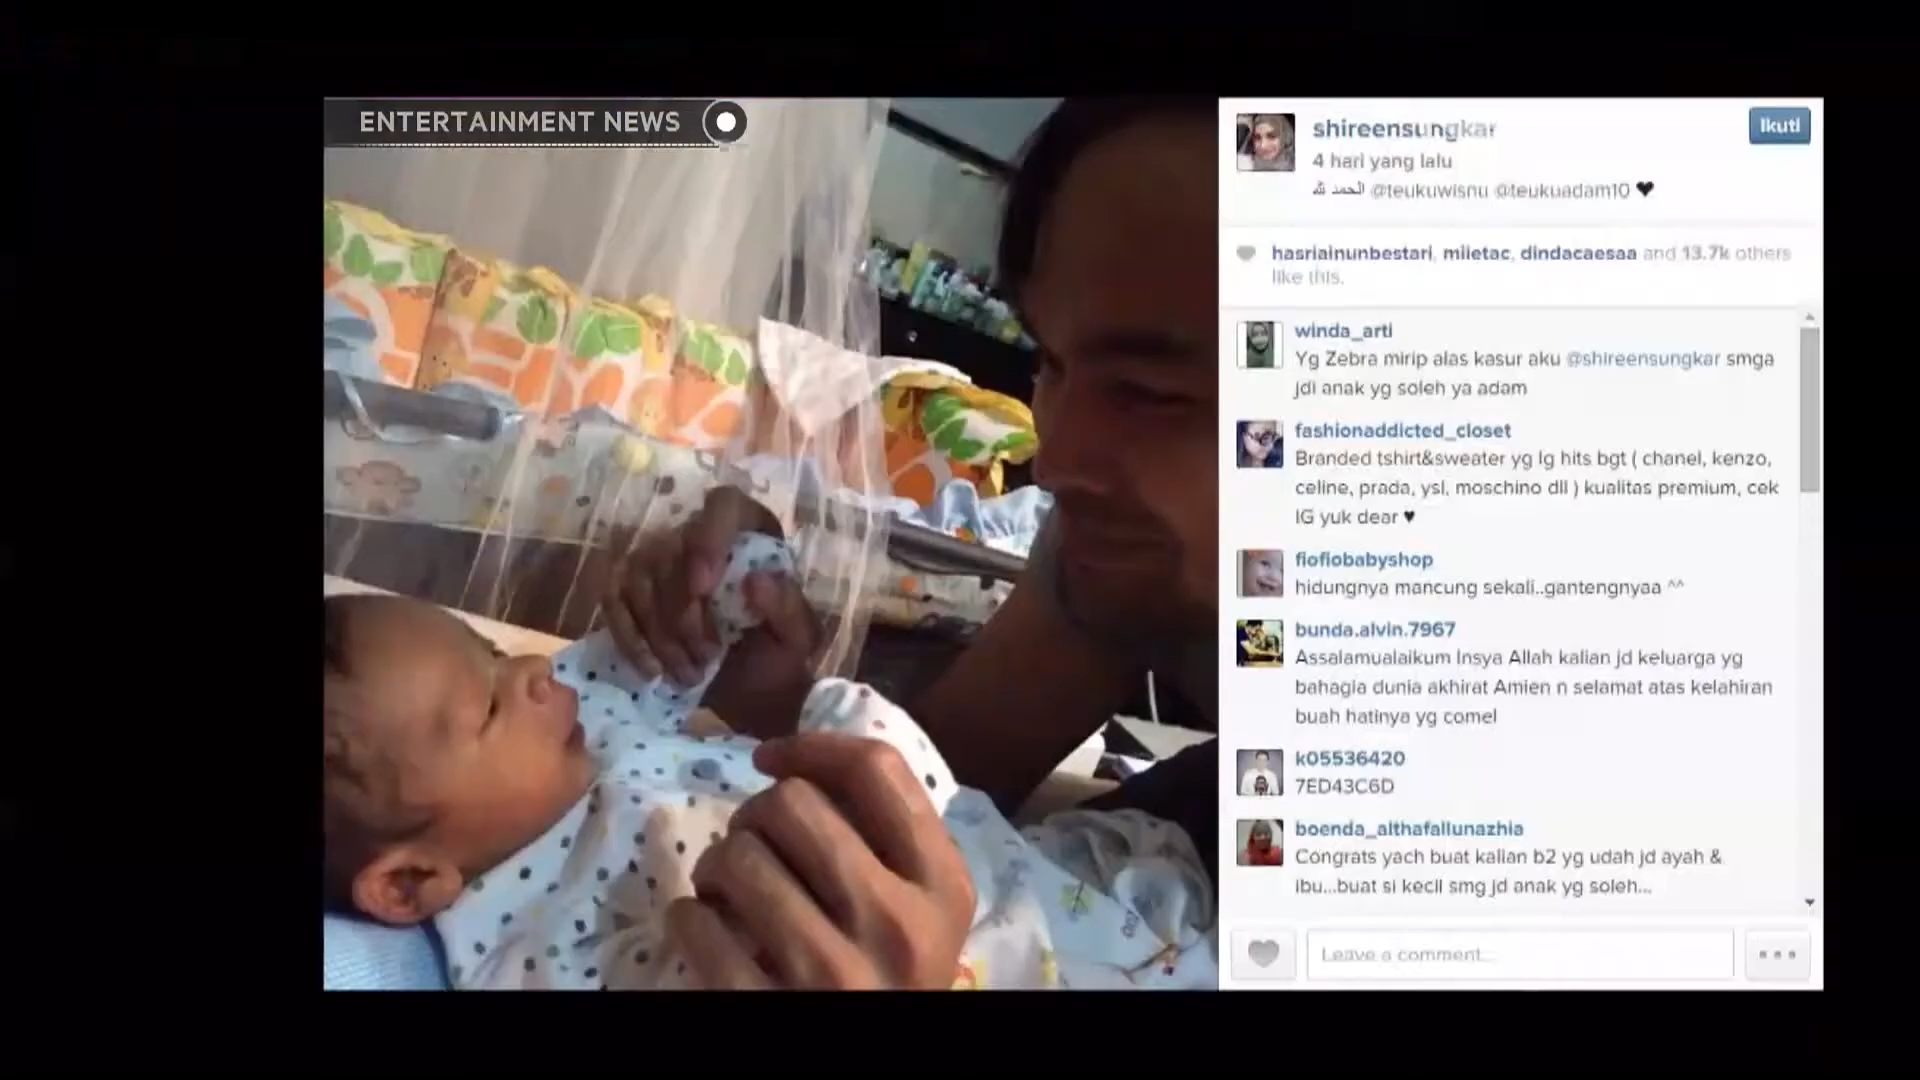 ENTERTAINMENT NEWS
shireensungkar
Ikuti
4 hari yang lalu
الحمد لله @teukuwisnu @teukuadam10 ♥
hasriainunbestari, miietac, dindacaesaa and 13.7k others
like this.
winda_arti
Yg Zebra mirip alas kasur aku @shireensungkar smga
jdi anak yg soleh ya adam
fashionaddicted_closet
Branded tshirt&sweater yg lg hits bgt ( chanel, kenzo,
celine, prada, ysl, moschino dll ) kualitas premium, cek
IG yuk dear ♥
fiofiobabyshop
hidungnya mancung sekali..gantengnyaa ^^
bunda.alvin.7967
Assalamualaikum Insya Allah kalian jd keluarga yg
bahagia dunia akhirat Amien n selamat atas kelahiran
buah hatinya yg comel
k05536420
7ED43C6D
boenda_althafallunazhia
Congrats yach buat kalian b2 yg udah jd ayah &
ibu...buat si kecil smg jd anak yg soleh...
Leave a comment...